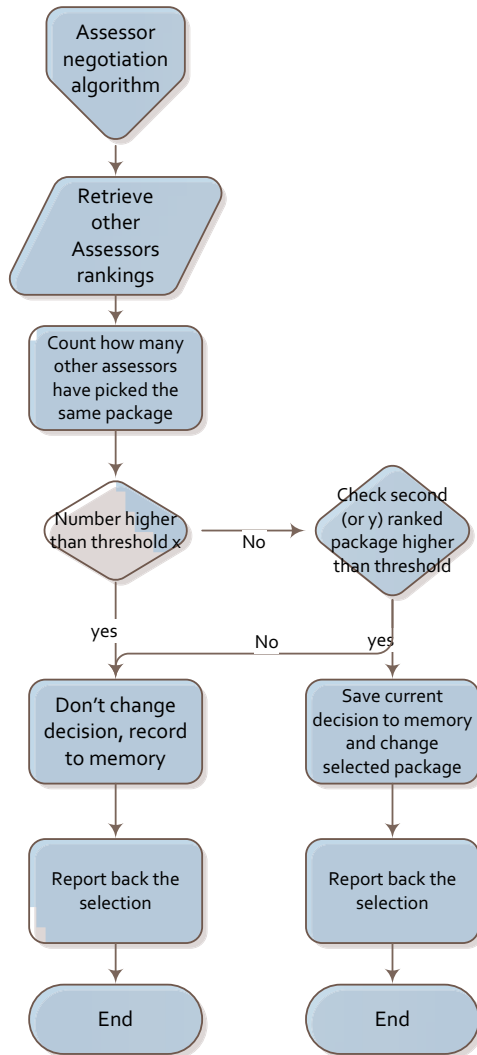 Assessor
negotiation
algorithm
Retrieve
other
Assessors
rankings
Count how many
other assessors
have picked the
same package
Number higher
than threshold x
No
Check second
(or y) ranked
package higher
than threshold
yes
No
yes
Don't change
decision, record
to memory
Save current
decision to memory
and change
selected package
Report back the
selection
Report back the
selection
End
End